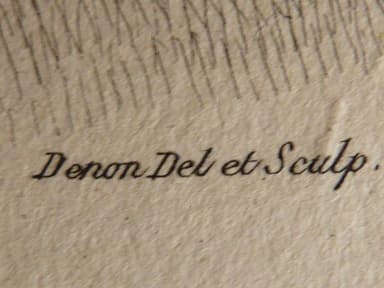 Denon Del et Sculp.